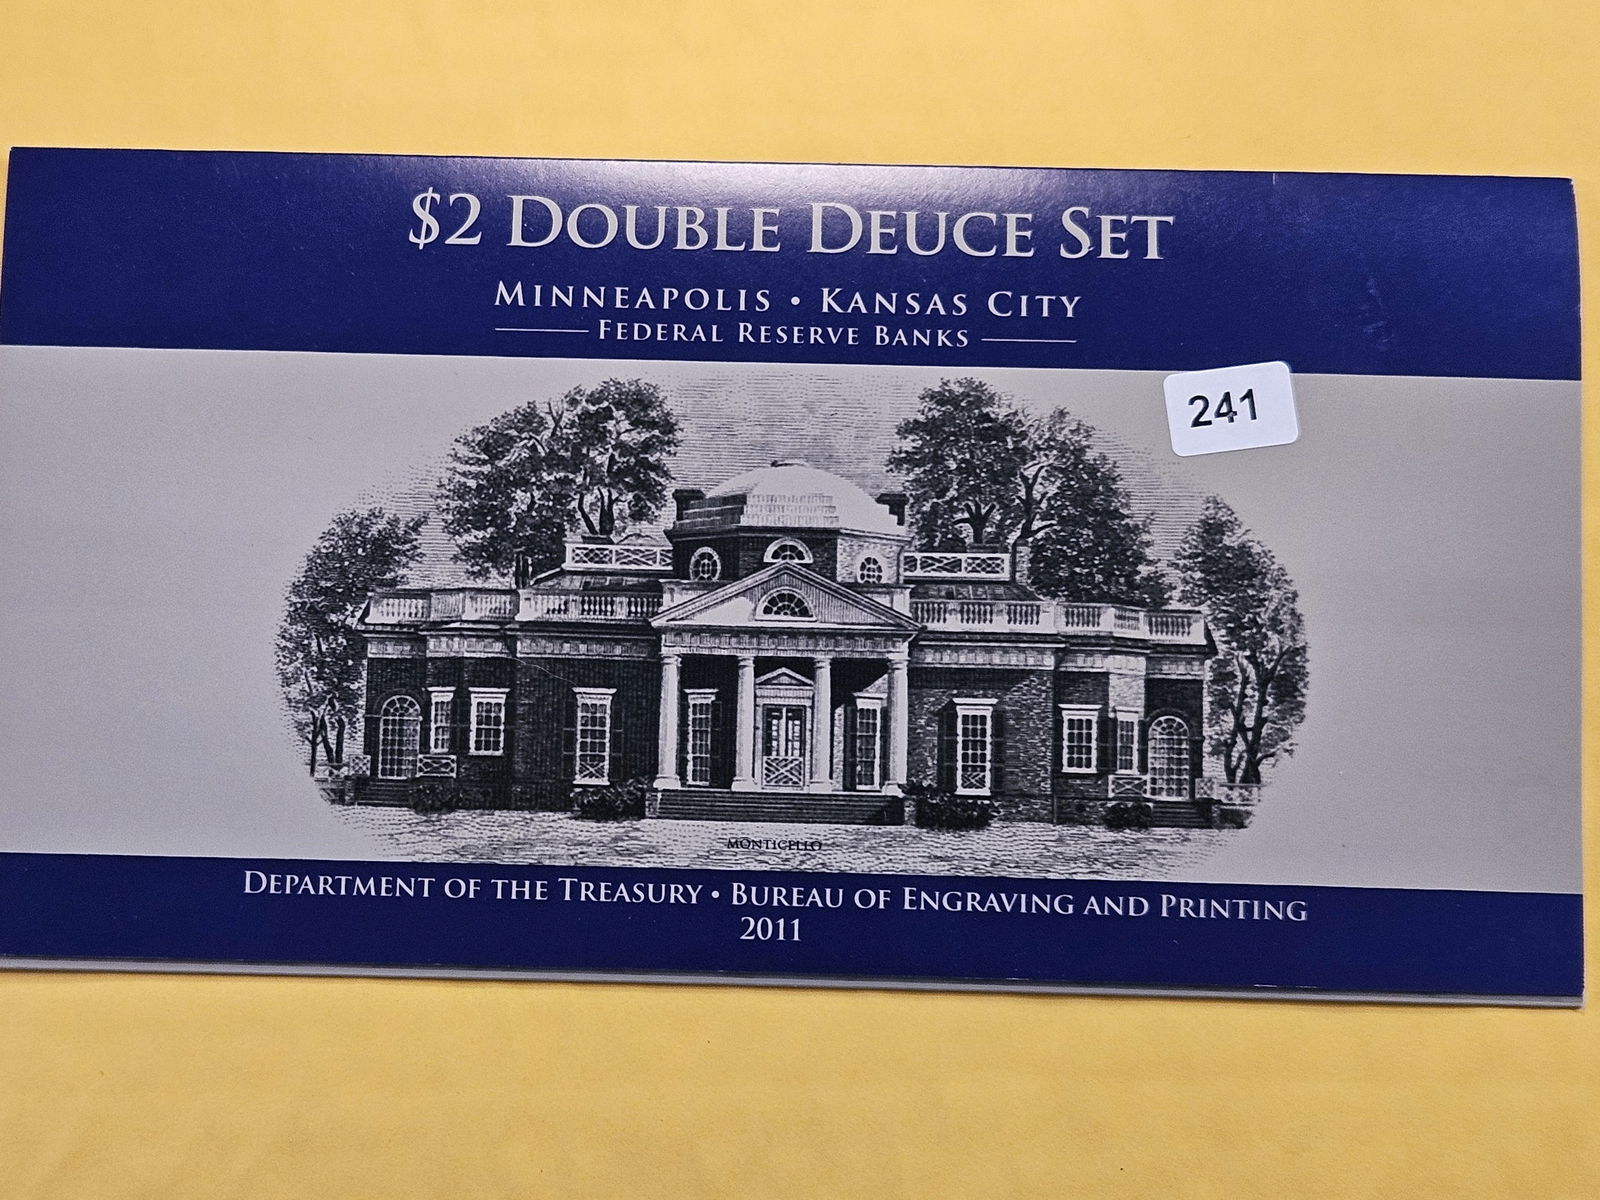 $2 Double Deuce Set
Minneapolis • Kansas City
Federal Reserve Banks
241
MONTICELLO
Department of the Treasury • Bureau of Engraving and Printing
2011